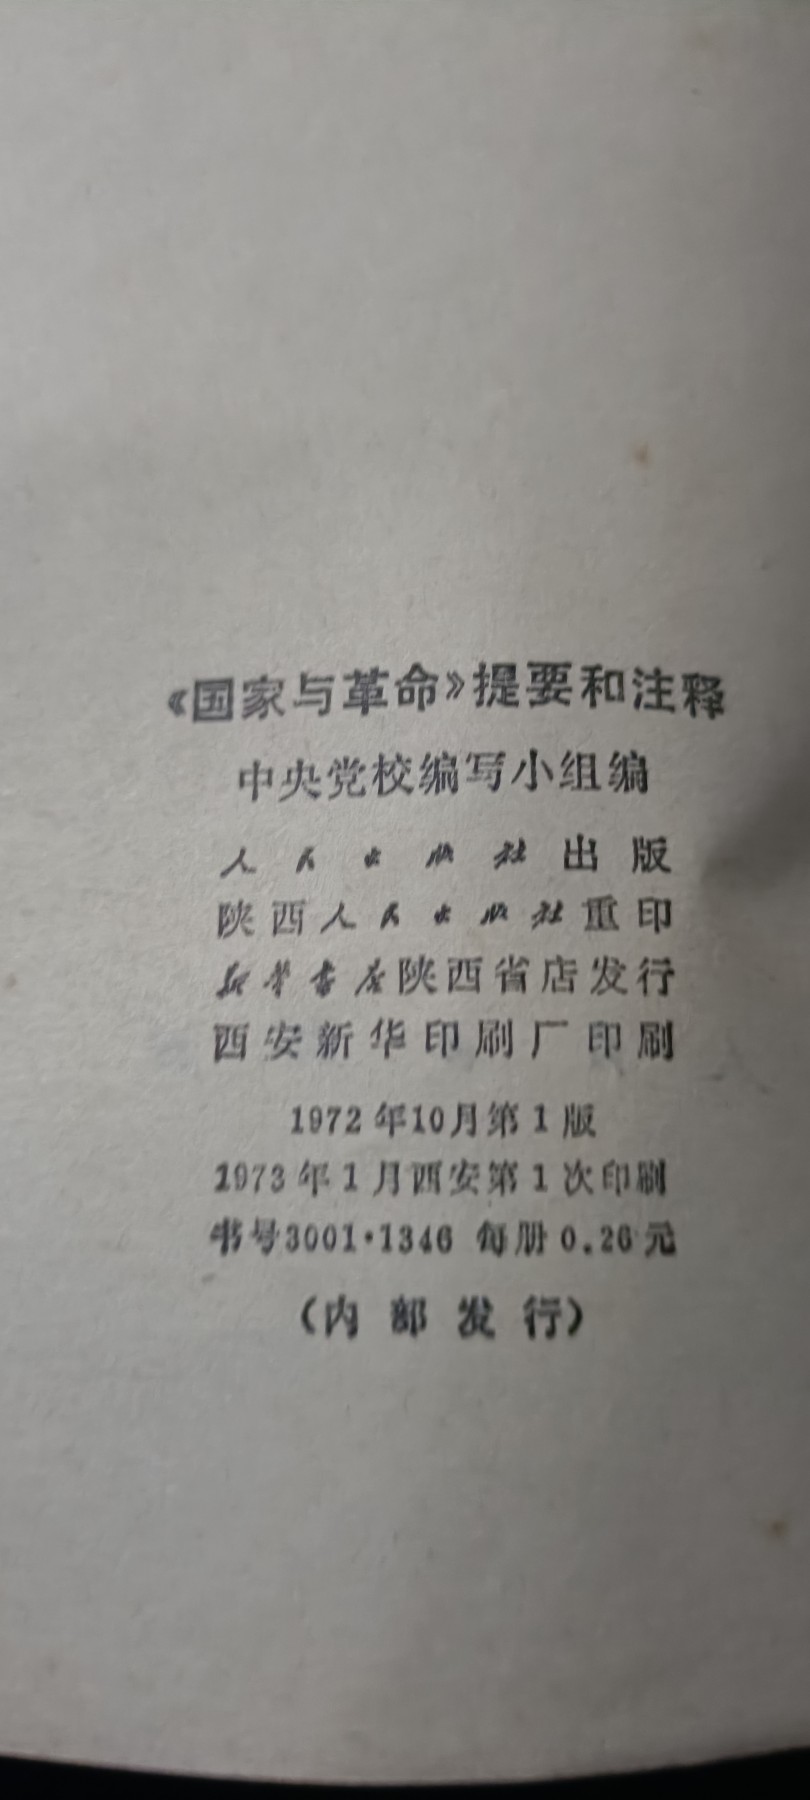 《国家与革命》提要和注释
中央党校编写小组编
人民出版社出版
陕西人民出版社重印
新华书店陕西省店发行
西安新华印刷厂印刷
1972年10月第1版
1973年1月西安第1次印刷
书号3001·1346 每册0.26元
(内部发行)